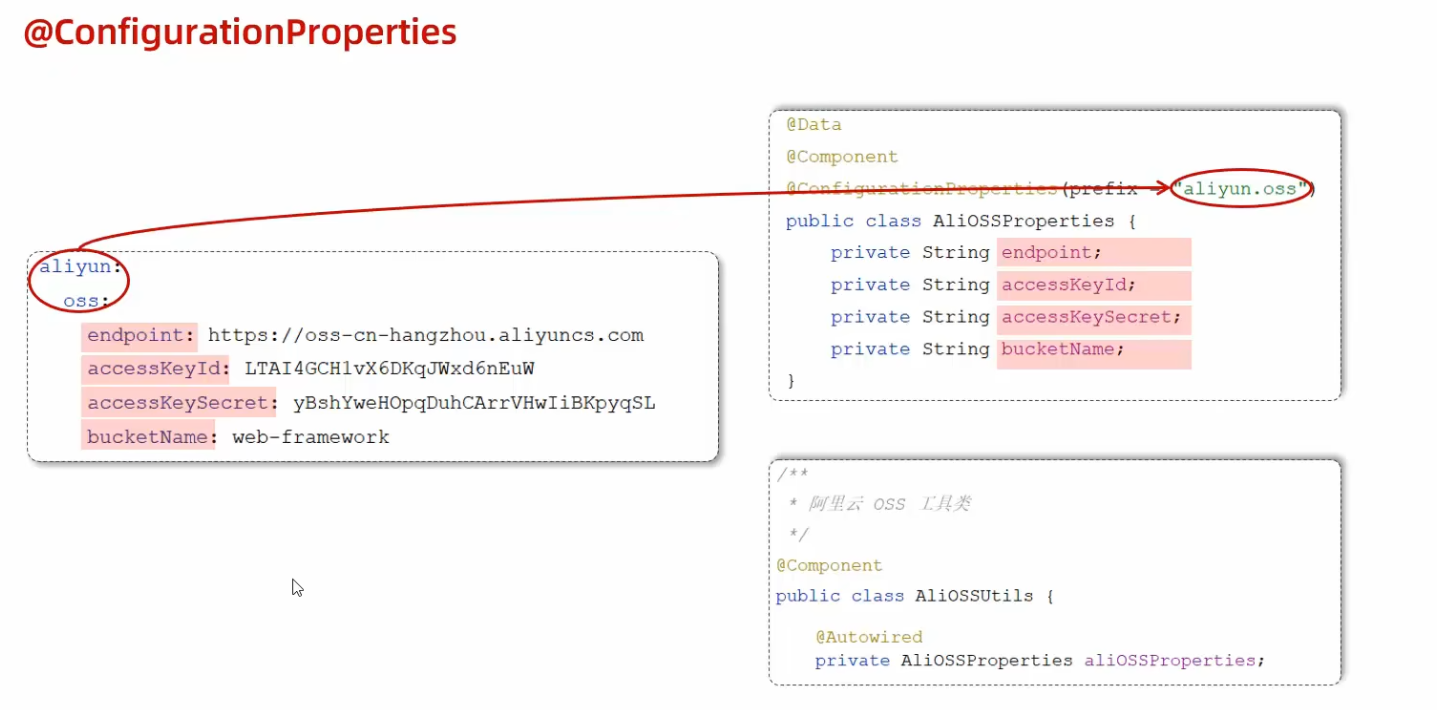 @ConfigurationProperties
aliyun:
oss:
endpoint: https://oss-cn-hangzhou.aliyuncs.com
accessKeyId: LTAI4GCH1vX6DKqJWxd6nEuW
accessKeySecret: yBshYweHOpqDuhCArrVHwIiBKpyqSL
bucketName: web-framework
@Data
@Component
@ConfigurationProperties(prefix = "aliyun.oss")
public class AliOSSProperties {
private String endpoint;
private String accessKeyId;
private String accessKeySecret;
private String bucketName;
}
/**
* 阿里云 OSS 工具类
*/
@Component
public class AliOSSUtils {
@Autowired
private AliOSSProperties aliOSSProperties;